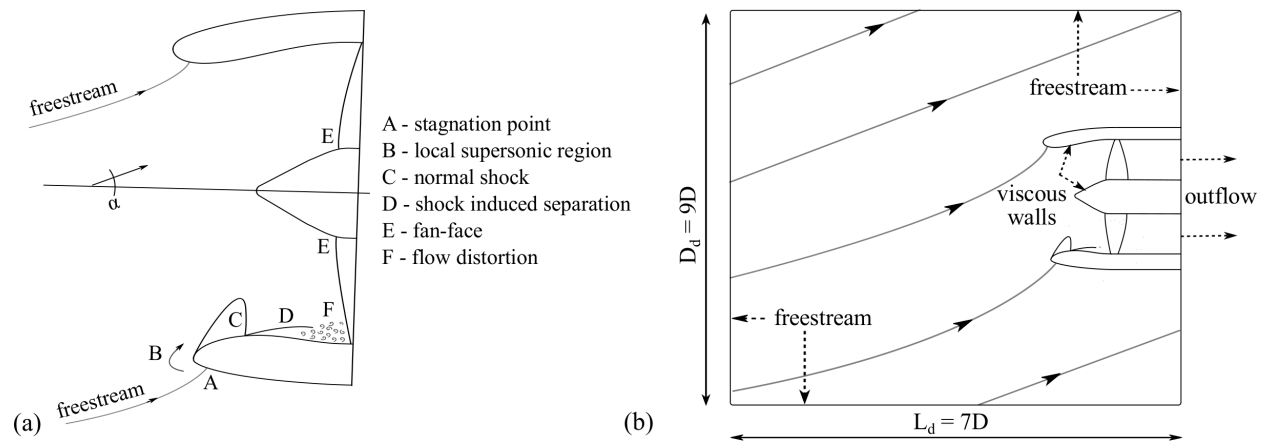 freestream
α
E
E
A - stagnation point
B - local supersonic region
C - normal shock
D - shock induced separation
E - fan-face
F - flow distortion
C
D
F
B
A
freestream
(a)
freestream
viscous
walls
outflow
freestream
D_d = 9D
L_d = 7D
(b)